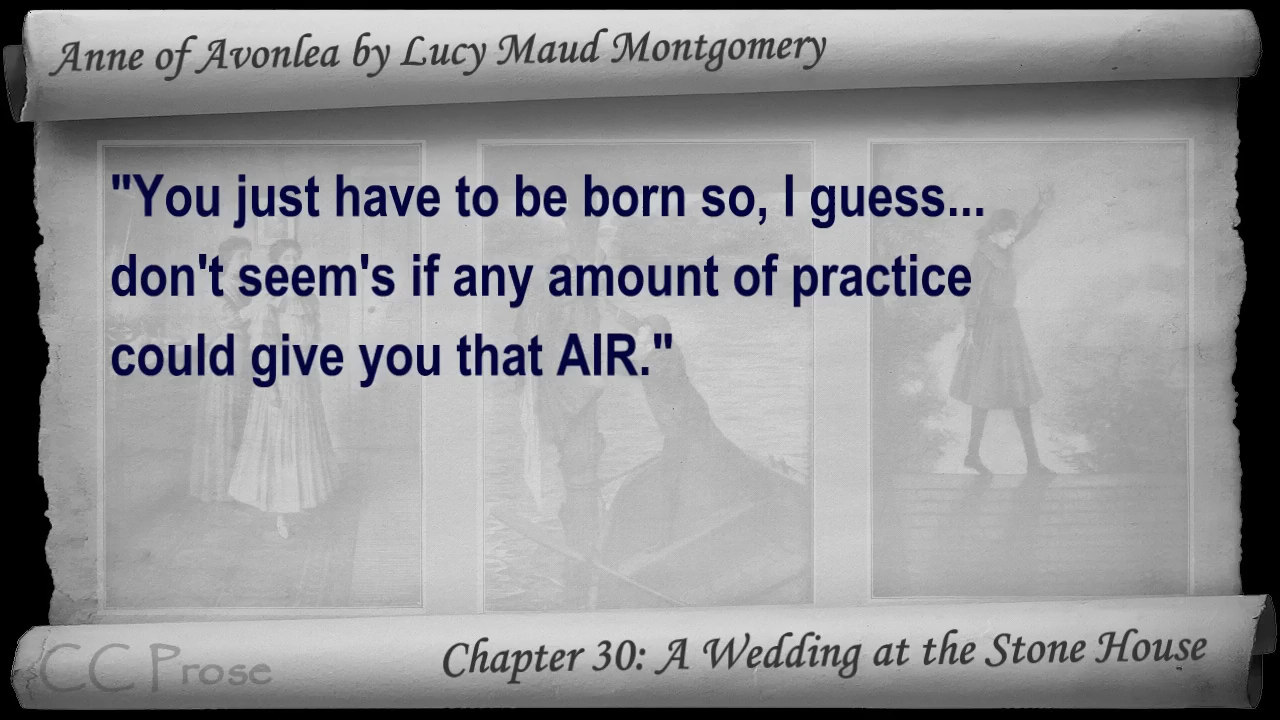 Anne of Avonlea by Lucy Maud Montgomery
"You just have to be born so, I guess...
don't seem's if any amount of practice
could give you that AIR."
CC Prose
Chapter 30: A Wedding at the Stone House